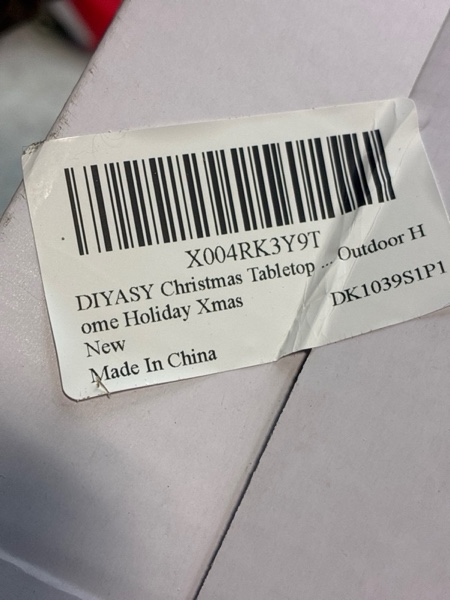 X004RK3Y9T
DIYASY Christmas Tabletop ... Outdoor H
ome Holiday Xmas
DK1039S1P1
New
Made In China